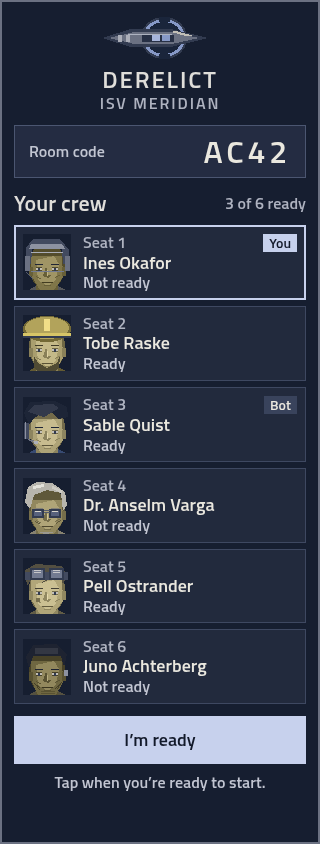 DERELICT
ISV MERIDIAN
Room code
AC42
Your crew
3 of 6 ready
Seat 1
You
Ines Okafor
Not ready
Seat 2
Tobe Raske
Ready
Seat 3
Bot
Sable Quist
Ready
Seat 4
Dr. Anselm Varga
Not ready
Seat 5
Pell Ostrander
Ready
Seat 6
Juno Achterberg
Not ready
I’m ready
Tap when you’re ready to start.